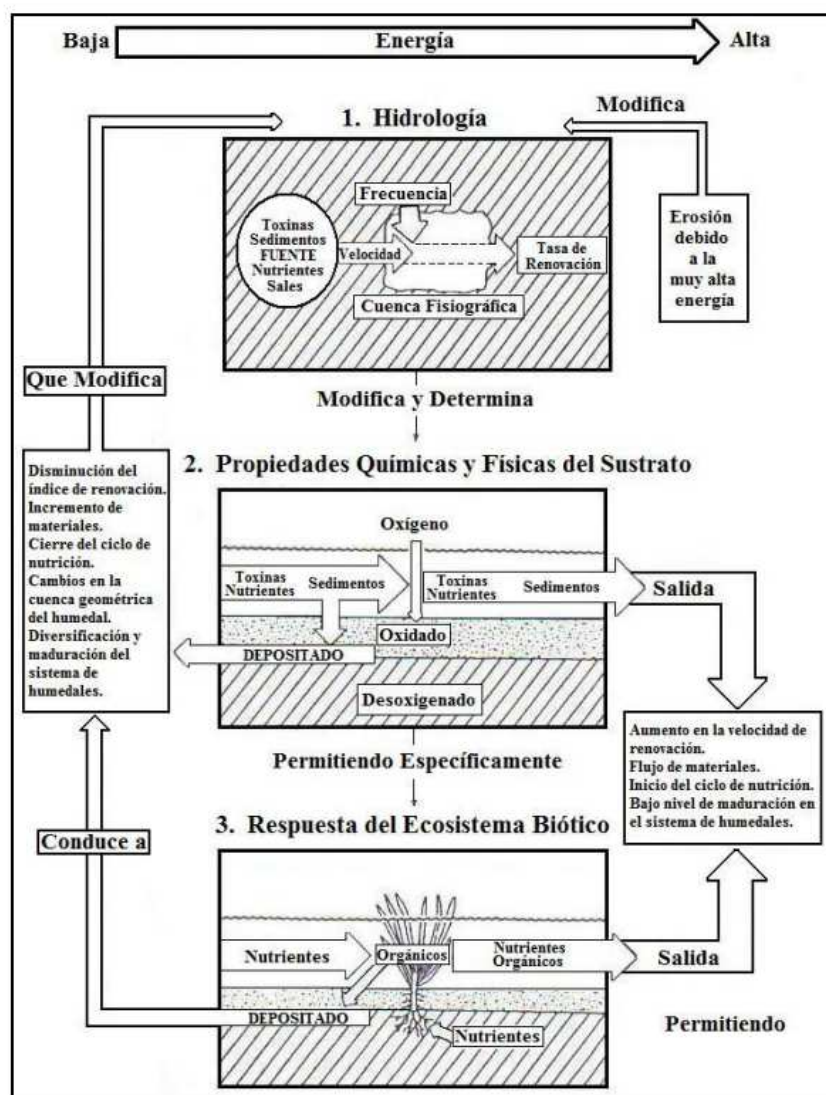 Baja
Energía
Alta
Modifica
1. Hidrología
Frecuencia
Toxinas
Sedimentos
FUENTE
Nutrientes
Sales
Velocidad
Tasa de
Renovación
Cuenca Fisiográfica
Erosión
debido
a la
muy alta
energía
Que Modifica
Modifica y Determina
2. Propiedades Químicas y Físicas del Sustrato
Disminución del
índice de renovación.
Incremento de
materiales.
Cierre del ciclo de
nutrición.
Cambios en la
cuenca geométrica
del humedal.
Diversificación y
maduración del
sistema de
humedales.
Oxígeno
Toxinas
Nutrientes
Sedimentos
Toxinas
Nutrientes
Sedimentos
Salida
Oxidado
DEPOSITADO
Desoxigenado
Permitiendo Específicamente
Aumento en la velocidad de
renovación.
Flujo de materiales.
Inicio del ciclo de nutrición.
Bajo nivel de maduración en
el sistema de humedales.
3. Respuesta del Ecosistema Biótico
Conduce a
Nutrientes
Orgánicos
Nutrientes
Orgánicos
Salida
DEPOSITADO
Nutrientes
Permitiendo